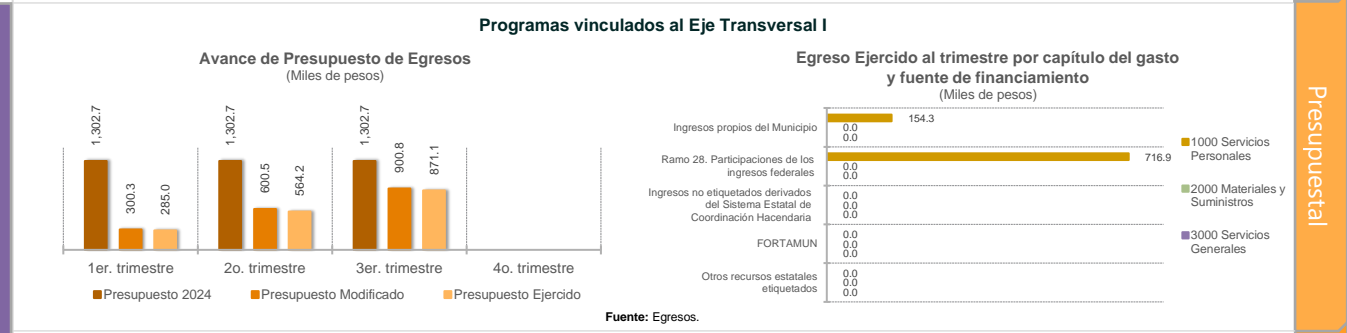 Programas vinculados al Eje Transversal I
Avance de Presupuesto de Egresos
(Miles de pesos)
1,302.7
300.3
285.0
1,302.7
600.5
564.2
1,302.7
900.8
871.1
1er. trimestre
2o. trimestre
3er. trimestre
4o. trimestre
Presupuesto 2024
Presupuesto Modificado
Presupuesto Ejercido
Egreso Ejercido al trimestre por capítulo del gasto
y fuente de financiamiento
(Miles de pesos)
Ingresos propios del Municipio
154.3
0.0
0.0
Ramo 28. Participaciones de los
ingresos federales
716.9
0.0
0.0
Ingresos no etiquetados derivados
del Sistema Estatal de
Coordinación Hacendaria
0.0
0.0
0.0
FORTAMUN
0.0
0.0
0.0
Otros recursos estatales
etiquetados
0.0
0.0
0.0
1000 Servicios
Personales
2000 Materiales y
Suministros
3000 Servicios
Generales
Fuente: Egresos.
Presupuestal